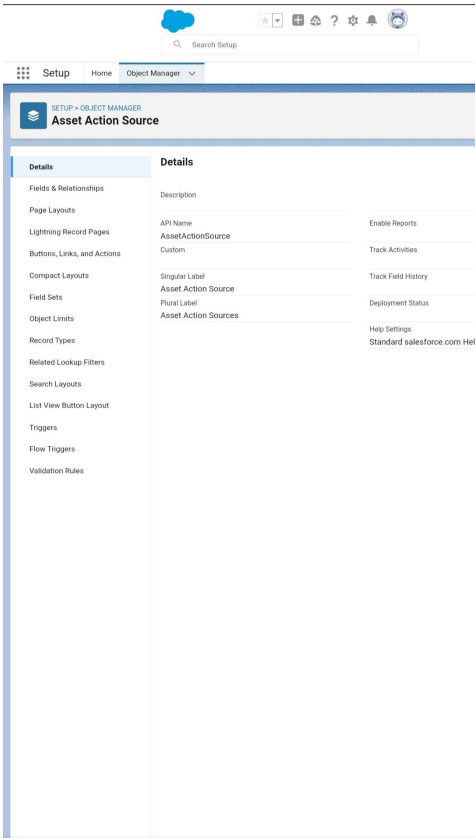 Search Setup
Setup
Home
Object Manager
SETUP > OBJECT MANAGER
Asset Action Source
Details
Fields & Relationships
Page Layouts
Lightning Record Pages
Buttons, Links, and Actions
Compact Layouts
Field Sets
Object Limits
Record Types
Related Lookup Filters
Search Layouts
List View Button Layout
Triggers
Flow Triggers
Validation Rules
Details
Description
API Name
AssetActionSource
Custom
Singular Label
Asset Action Source
Plural Label
Asset Action Sources
Enable Reports
Track Activities
Track Field History
Deployment Status
Help Settings
Standard salesforce.com Hel